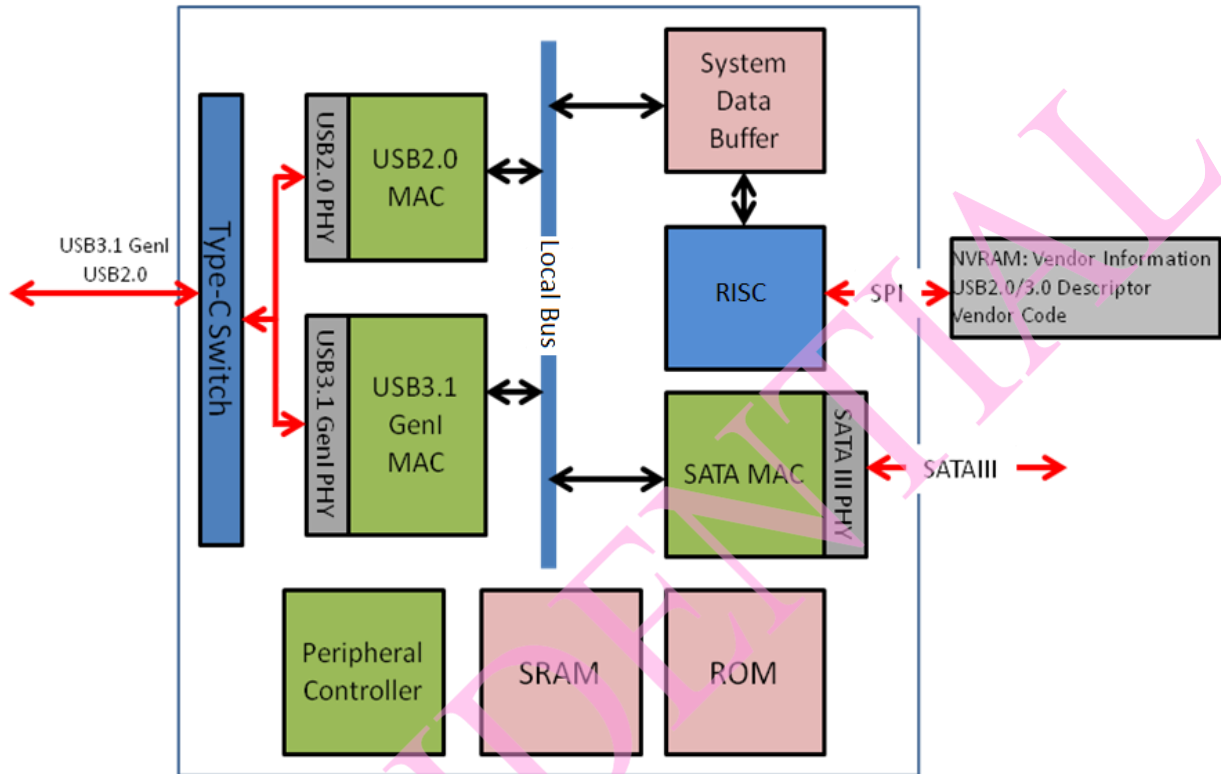 USB3.1 GenI
USB2.0
Type-C Switch
USB2.0 PHY
USB2.0
MAC
USB3.1 GenI PHY
USB3.1
GenI
MAC
Local Bus
System
Data
Buffer
RISC
SPI
NVRAM: Vendor Information
USB2.0/3.0 Descriptor
Vendor Code
SATA MAC
SATA III PHY
SATAIII
Peripheral
Controller
SRAM
ROM
DENTIAL